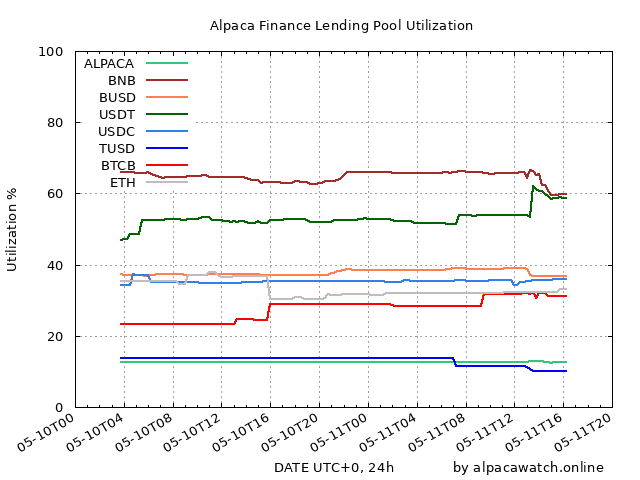 Alpaca Finance Lending Pool Utilization
Utilization %
100
80
60
40
20
0
ALPACA
BNB
BUSD
USDT
USDC
TUSD
BTCB
ETH
05-10T00
05-10T04
05-10T08
05-10T12
05-10T16
05-10T20
05-11T00
05-11T04
05-11T08
05-11T12
05-11T16
05-11T20
DATE UTC+0, 24h
by alpacawatch.online